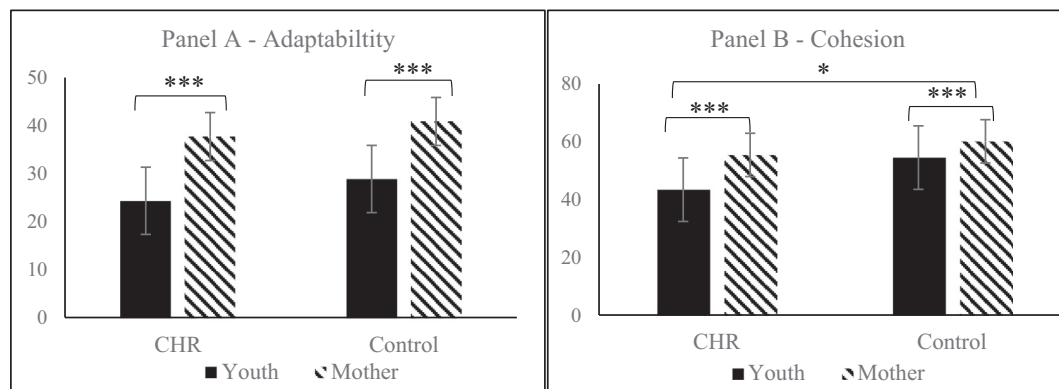 Panel A - Adaptabiltity
50
40
30
20
10
0
***
***
CHR
Control
Youth
Mother
Panel B - Cohesion
80
60
40
20
0
*
***
***
CHR
Control
Youth
Mother